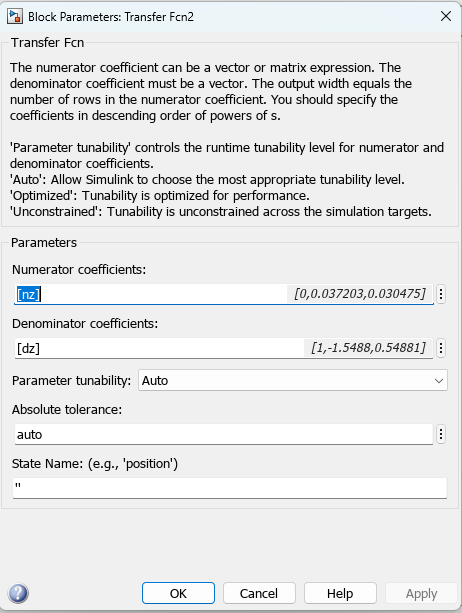 Block Parameters: Transfer Fcn2
Transfer Fcn
The numerator coefficient can be a vector or matrix expression. The
denominator coefficient must be a vector. The output width equals the
number of rows in the numerator coefficient. You should specify the
coefficients in descending order of powers of s.
'Parameter tunability' controls the runtime tunability level for numerator and
denominator coefficients.
'Auto': Allow Simulink to choose the most appropriate tunability level.
'Optimized': Tunability is optimized for performance.
'Unconstrained': Tunability is unconstrained across the simulation targets.
Parameters
Numerator coefficients:
[nz] [0,0.037203,0.030475]
Denominator coefficients:
[dz] [1,-1.5488,0.54881]
Parameter tunability: Auto
Absolute tolerance:
auto
State Name: (e.g., 'position')
''
OK Cancel Help Apply